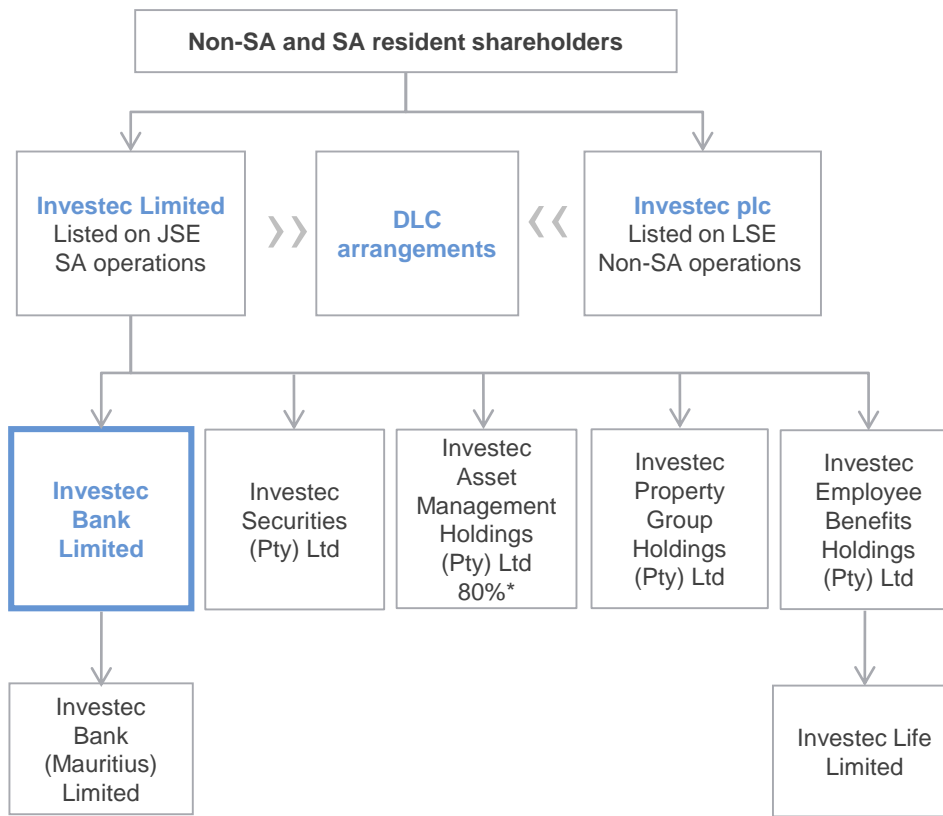 Non-SA and SA resident shareholders
Investec Limited
Listed on JSE
SA operations
DLC
arrangements
Investec plc
Listed on LSE
Non-SA operations
Investec
Bank
Limited
Investec
Securities
(Pty) Ltd
Investec
Asset
Management
Holdings
(Pty) Ltd
80%*
Investec
Property
Group
Holdings
(Pty) Ltd
Investec
Employee
Benefits
Holdings
(Pty) Ltd
Investec
Bank
(Mauritius)
Limited
Investec Life
Limited